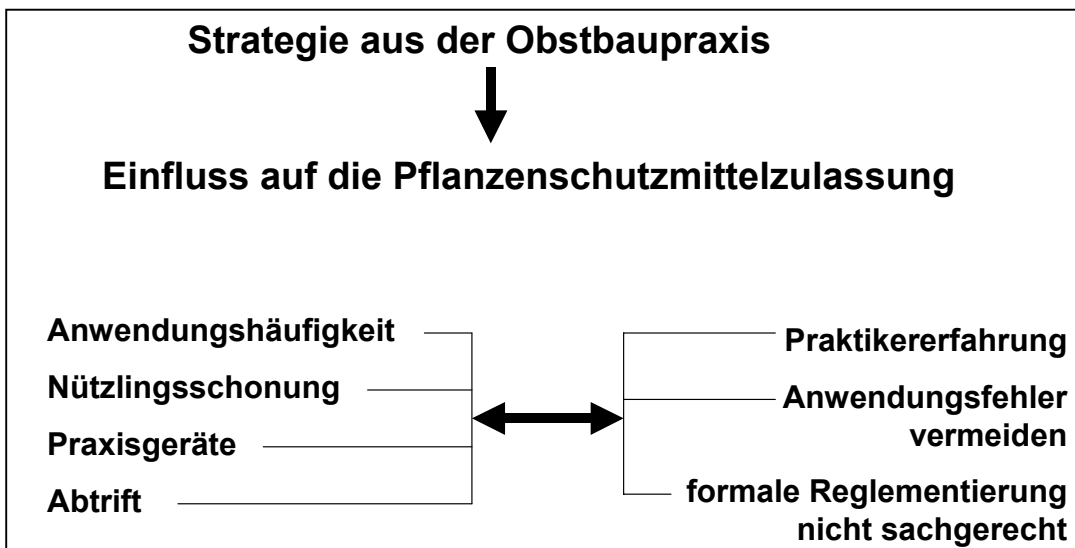 Strategie aus der Obstbaupraxis
Einfluss auf die Pflanzenschutzmittelzulassung
Anwendungshäufigkeit
Nützlingsschonung
Praxisgeräte
Abtrift
Praktikererfahrung
Anwendungsfehler
vermeiden
formale Reglementierung
nicht sachgerecht